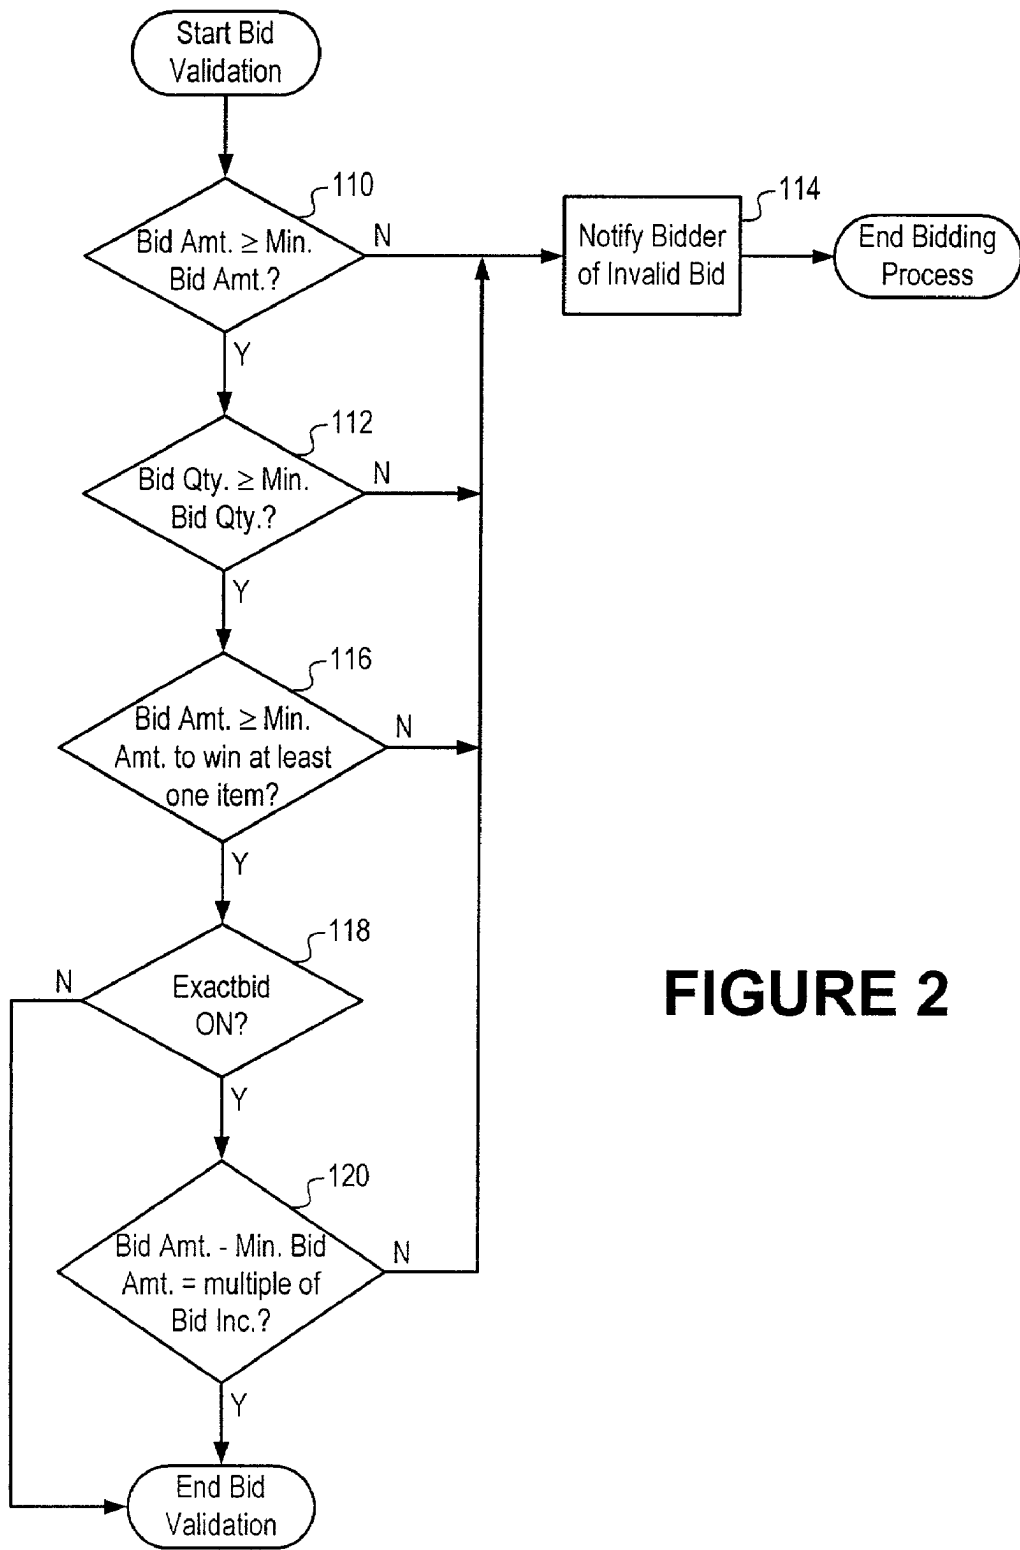 Start Bid
Validation
110
Bid Amt. ≥ Min.
Bid Amt.?
N
114
Notify Bidder
of Invalid Bid
End Bidding
Process
Y
112
Bid Qty. ≥ Min.
Bid Qty.?
N
Y
116
Bid Amt. ≥ Min.
Amt. to win at least
one item?
N
Y
118
Exactbid
ON?
N
Y
FIGURE 2
120
Bid Amt. - Min. Bid
Amt. = multiple of
Bid Inc.?
N
Y
End Bid
Validation